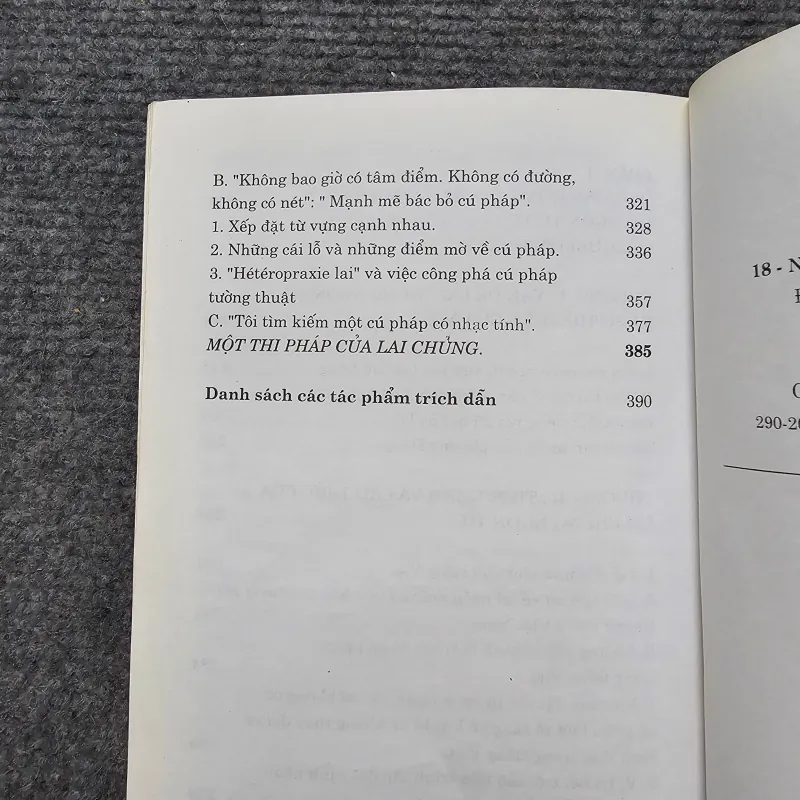 B. "Không bao giờ có tâm điểm. Không có đường,
không có nét": " Mạnh mẽ bác bỏ cú pháp". 321
1. Xếp đặt từ vựng cạnh nhau. 328
2. Những cái lỗ và những điểm mờ về cú pháp. 336
3. "Hétéropraxie lai" và việc công phá cú pháp
tường thuật 357
C. "Tôi tìm kiếm một cú pháp có nhạc tính". 377
MỘT THI PHÁP CỦA LAI CHỦNG. 385
Danh sách các tác phẩm trích dẫn 390
18 - N
290-20